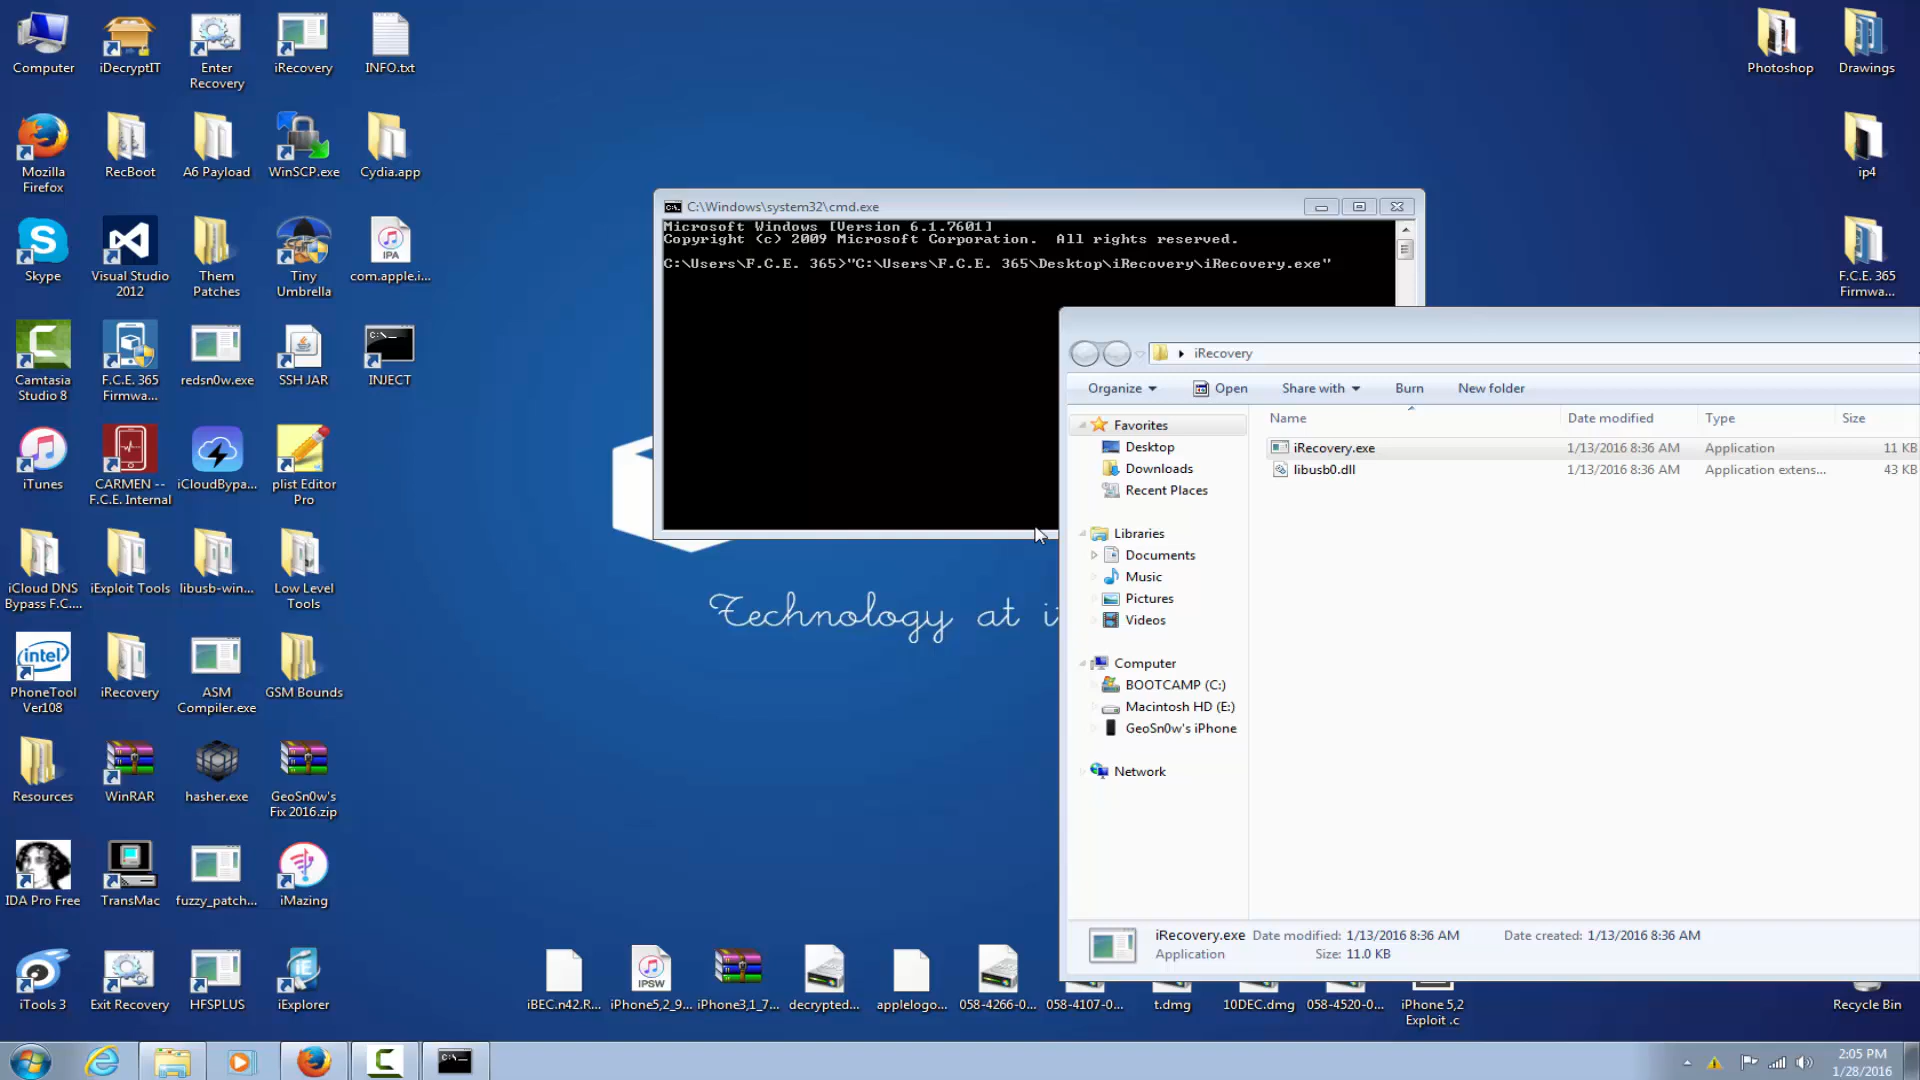 Computer
iDecryptIT
Enter
Recovery
iRecovery
INFO.txt
Photoshop
Drawings
Mozilla
Firefox
RecBoot
A6 Payload
WinSCP.exe
Cydia.app
ip4
Skype
Visual Studio
2012
Them
Patches
Tiny
Umbrella
IPA
com.apple.i...
F.C.E. 365
Firmwa...
Camtasia
Studio 8
F.C.E. 365
Firmwa...
redsn0w.exe
SSH JAR
INJECT
iTunes
CARMEN --
F.C.E. Internal
iCloudBypa...
plist Editor
Pro
iCloud DNS
Bypass F.C....
iExploit Tools
libusb-win...
Low Level
Tools
intel
PhoneTool
Ver108
iRecovery
ASM
Compiler.exe
GSM Bounds
Resources
WinRAR
hasher.exe
GeoSn0w's
Fix 2016.zip
IDA Pro Free
TransMac
fuzzy_patch...
iMazing
iTools 3
Exit Recovery
HFSPLUS
iExplorer
iBEC.n42.R...
IPSW
iPhone5,2_9...
iPhone3,1_7...
decrypted...
applelogo...
058-4266-0...
058-4107-0...
t.dmg
10DEC.dmg
058-4520-0...
iPhone 5,2
Exploit .c
Recycle Bin
C:\Windows\system32\cmd.exe
Microsoft Windows [Version 6.1.7601]
Copyright (c) 2009 Microsoft Corporation.  All rights reserved.
C:\Users\F.C.E. 365>"C:\Users\F.C.E. 365\Desktop\iRecovery\iRecovery.exe"
Technology at i
iRecovery
Organize
Open
Share with
Burn
New folder
Favorites
Desktop
Downloads
Recent Places
Libraries
Documents
Music
Pictures
Videos
Computer
BOOTCAMP (C:)
Macintosh HD (E:)
GeoSn0w's iPhone
Network
Name Date modified Type Size
iRecovery.exe 1/13/2016 8:36 AM Application 11 KB
libusb0.dll 1/13/2016 8:36 AM Application extens... 43 KB
iRecovery.exe Date modified: 1/13/2016 8:36 AM Date created: 1/13/2016 8:36 AM
Application Size: 11.0 KB
2:05 PM
1/28/2016